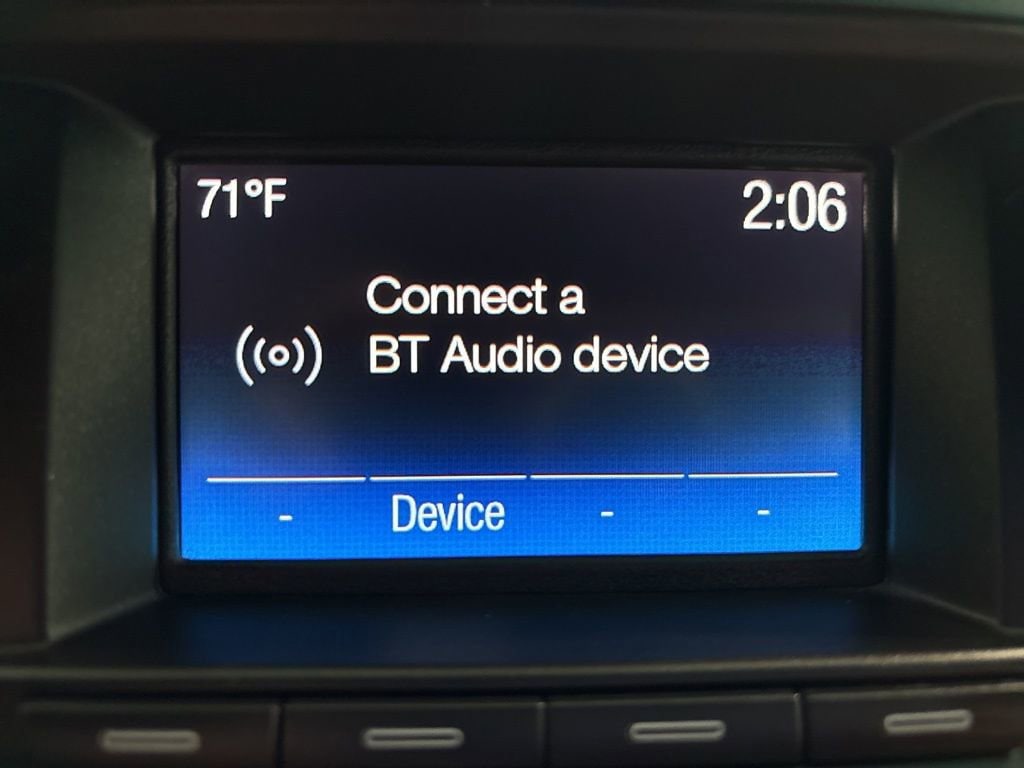 71°F 2:06
Connect a
BT Audio device
- Device - -